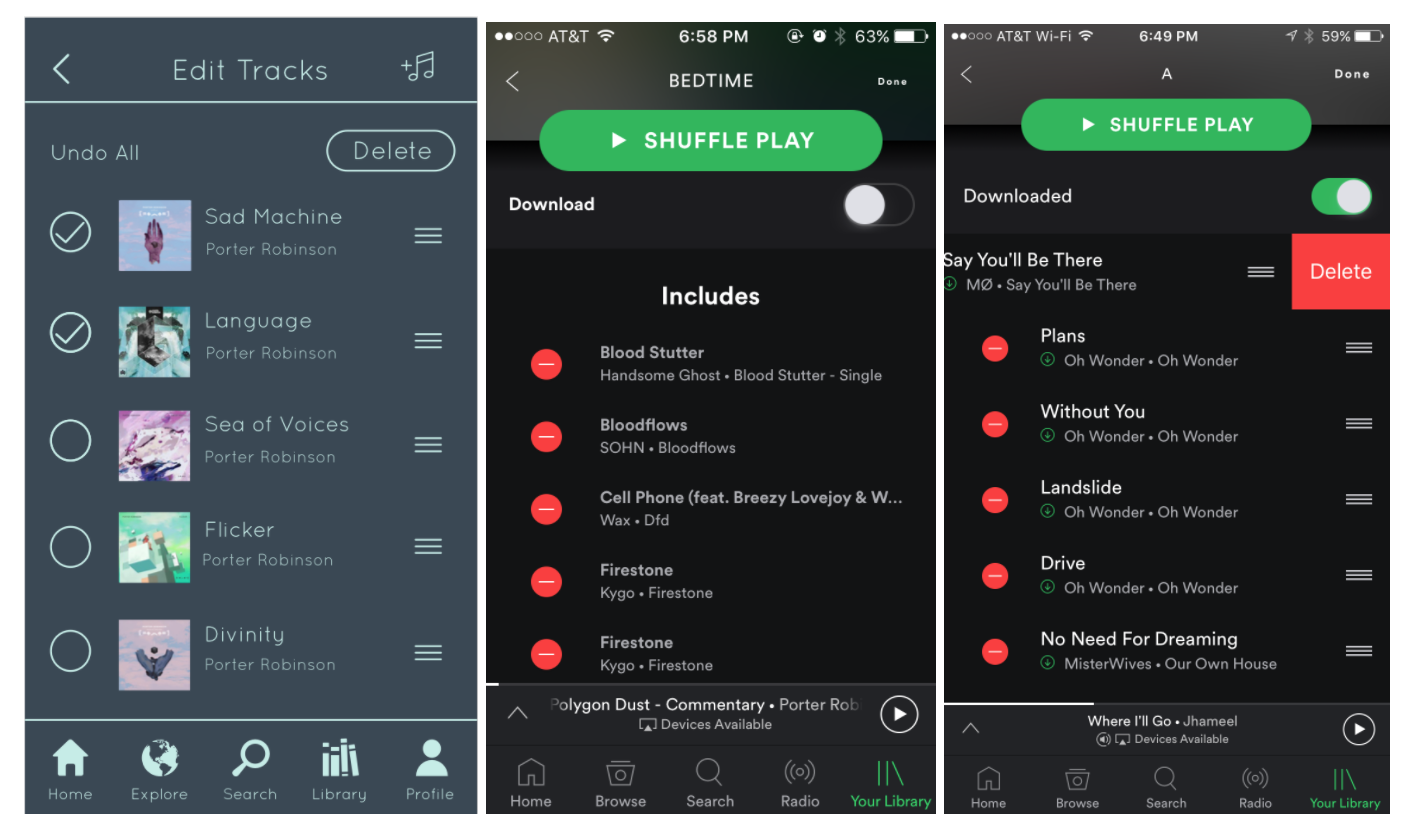 Edit Tracks
Undo All
Delete
Sad Machine
Porter Robinson
Language
Porter Robinson
Sea of Voices
Porter Robinson
Flicker
Porter Robinson
Divinity
Porter Robinson
Home Explore Search Library Profile
AT&T 6:58 PM 63%
BEDTIME Done
SHUFFLE PLAY
Download
Includes
Blood Stutter
Handsome Ghost • Blood Stutter - Single
Bloodflows
SOHN • Bloodflows
Cell Phone (feat. Breezy Lovejoy & W...
Wax • Dfd
Firestone
Kygo • Firestone
Firestone
Kygo • Firestone
Polygon Dust - Commentary • Porter Rob
Devices Available
Home Browse Search Radio Your Library
AT&T Wi-Fi 6:49 PM 59%
A Done
SHUFFLE PLAY
Downloaded
Say You'll Be There
MØ • Say You'll Be There
Delete
Plans
Oh Wonder • Oh Wonder
Without You
Oh Wonder • Oh Wonder
Landslide
Oh Wonder • Oh Wonder
Drive
Oh Wonder • Oh Wonder
No Need For Dreaming
MisterWives • Our Own House
Where I'll Go • Jhameel
Devices Available
Home Browse Search Radio Your Library